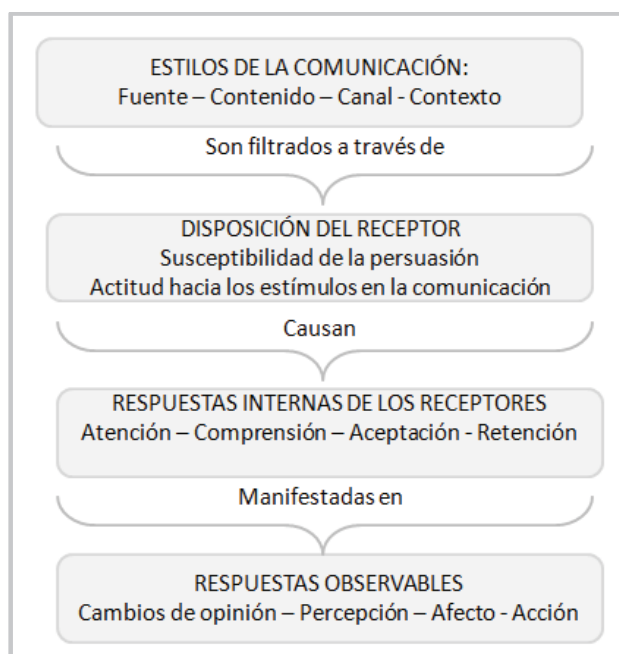 ESTILOS DE LA COMUNICACIÓN:
Fuente – Contenido – Canal - Contexto
Son filtrados a través de
DISPOSICIÓN DEL RECEPTOR
Susceptibilidad de la persuasión
Actitud hacia los estímulos en la comunicación
Causan
RESPUESTAS INTERNAS DE LOS RECEPTORES
Atención – Comprensión – Aceptación - Retención
Manifestadas en
RESPUESTAS OBSERVABLES
Cambios de opinión – Percepción – Afecto - Acción